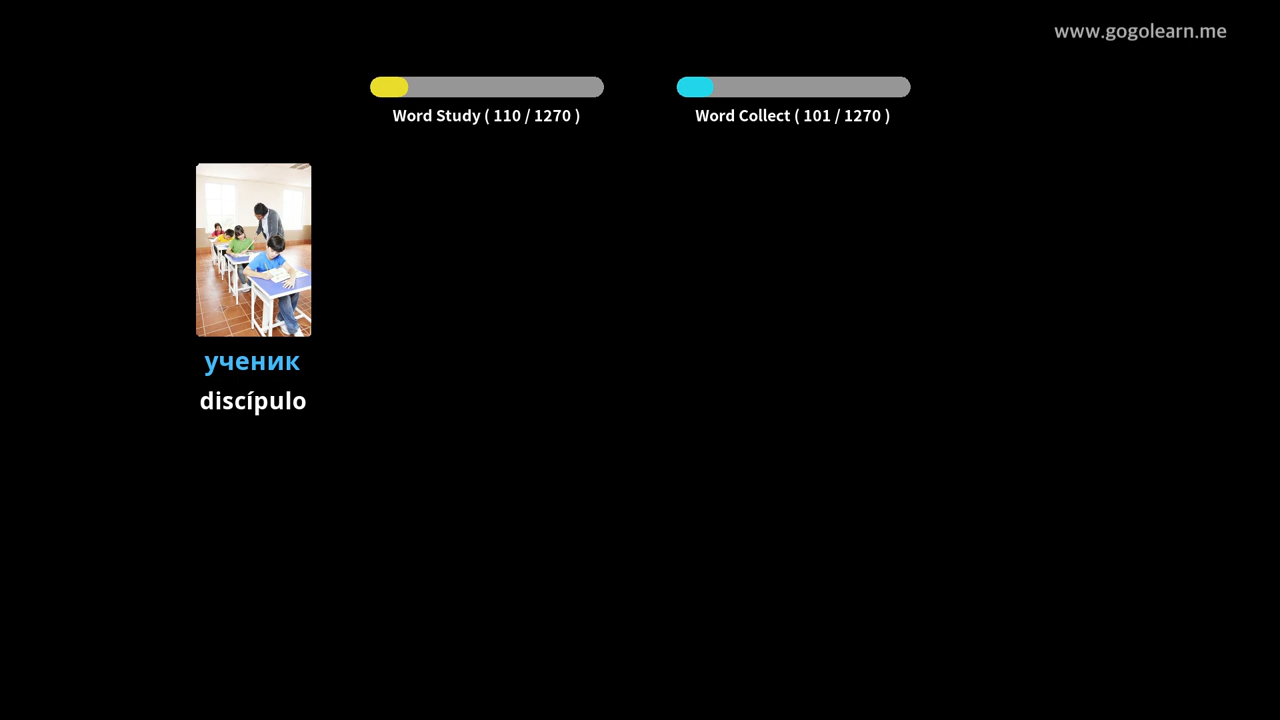 www.gogolearn.me
Word Study ( 110 / 1270 )
Word Collect ( 101 / 1270 )
ученик
discípulo